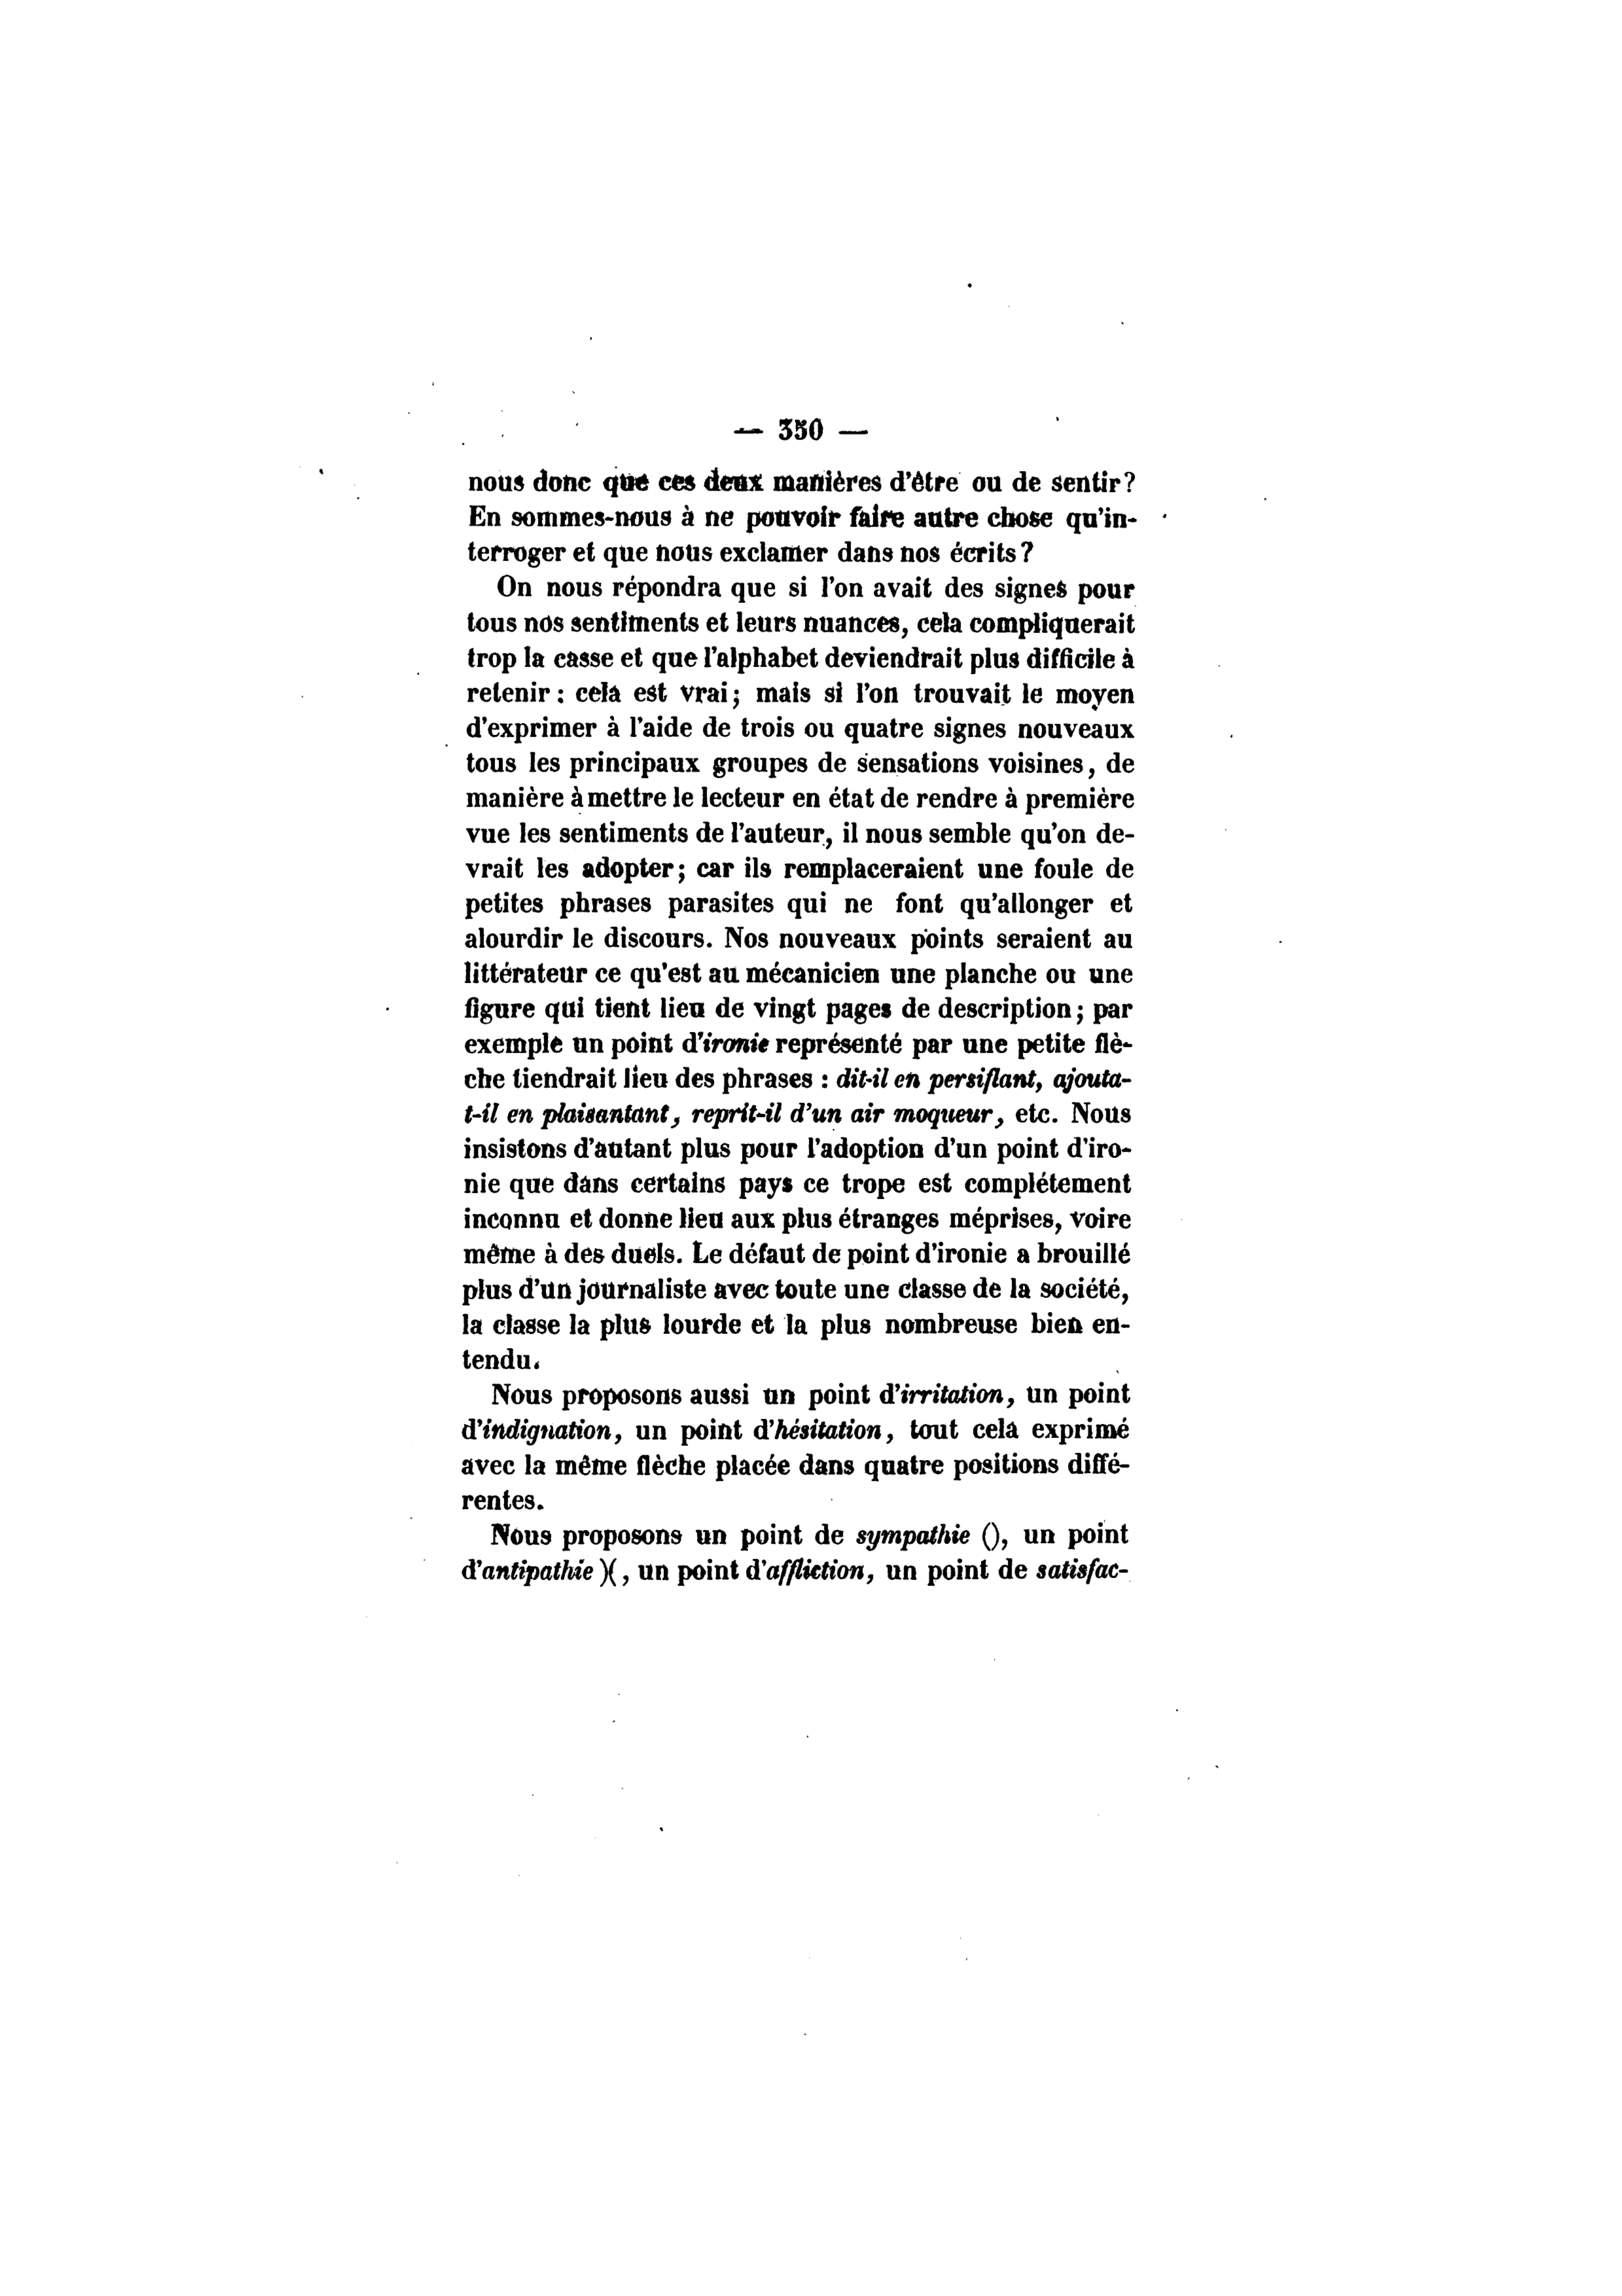 — 350 —
nous donc que ces deux manières d'être ou de sentir?
En sommes-nous à ne pouvoir faire autre chose qu'in-
terroger et que nous exclamer dans nos écrits?
On nous répondra que si l'on avait des signes pour
tous nos sentiments et leurs nuances, cela compliquerait
trop la casse et que l'alphabet deviendrait plus difficile à
retenir : cela est vrai; mais si l'on trouvait le moyen
d'exprimer à l'aide de trois ou quatre signes nouveaux
tous les principaux groupes de sensations voisines, de
manière à mettre le lecteur en état de rendre à première
vue les sentiments de l'auteur, il nous semble qu'on de-
vrait les adopter; car ils remplaceraient une foule de
petites phrases parasites qui ne font qu'allonger et
alourdir le discours. Nos nouveaux points seraient au
littérateur ce qu'est au mécanicien une planche ou une
figure qui tient lieu de vingt pages de description; par
exemple un point d'ironie représenté par une petite flè-
che tiendrait lieu des phrases : dit-il en persiflant, ajouta-
t-il en plaisantant, reprit-il d'un air moqueur, etc. Nous
insistons d'autant plus pour l'adoption d'un point d'iro-
nie que dans certains pays ce trope est complétement
inconnu et donne lieu aux plus étranges méprises, voire
même à des duels. Le défaut de point d'ironie a brouillé
plus d'un journaliste avec toute une classe de la société,
la classe la plus lourde et la plus nombreuse bien en-
tendu.
Nous proposons aussi un point d'irritation, un point
d'indignation, un point d'hésitation, tout cela exprimé
avec la même flèche placée dans quatre positions diffé-
rentes.
Nous proposons un point de sympathie (), un point
d'antipathie )(, un point d'affliction, un point de satisfac-